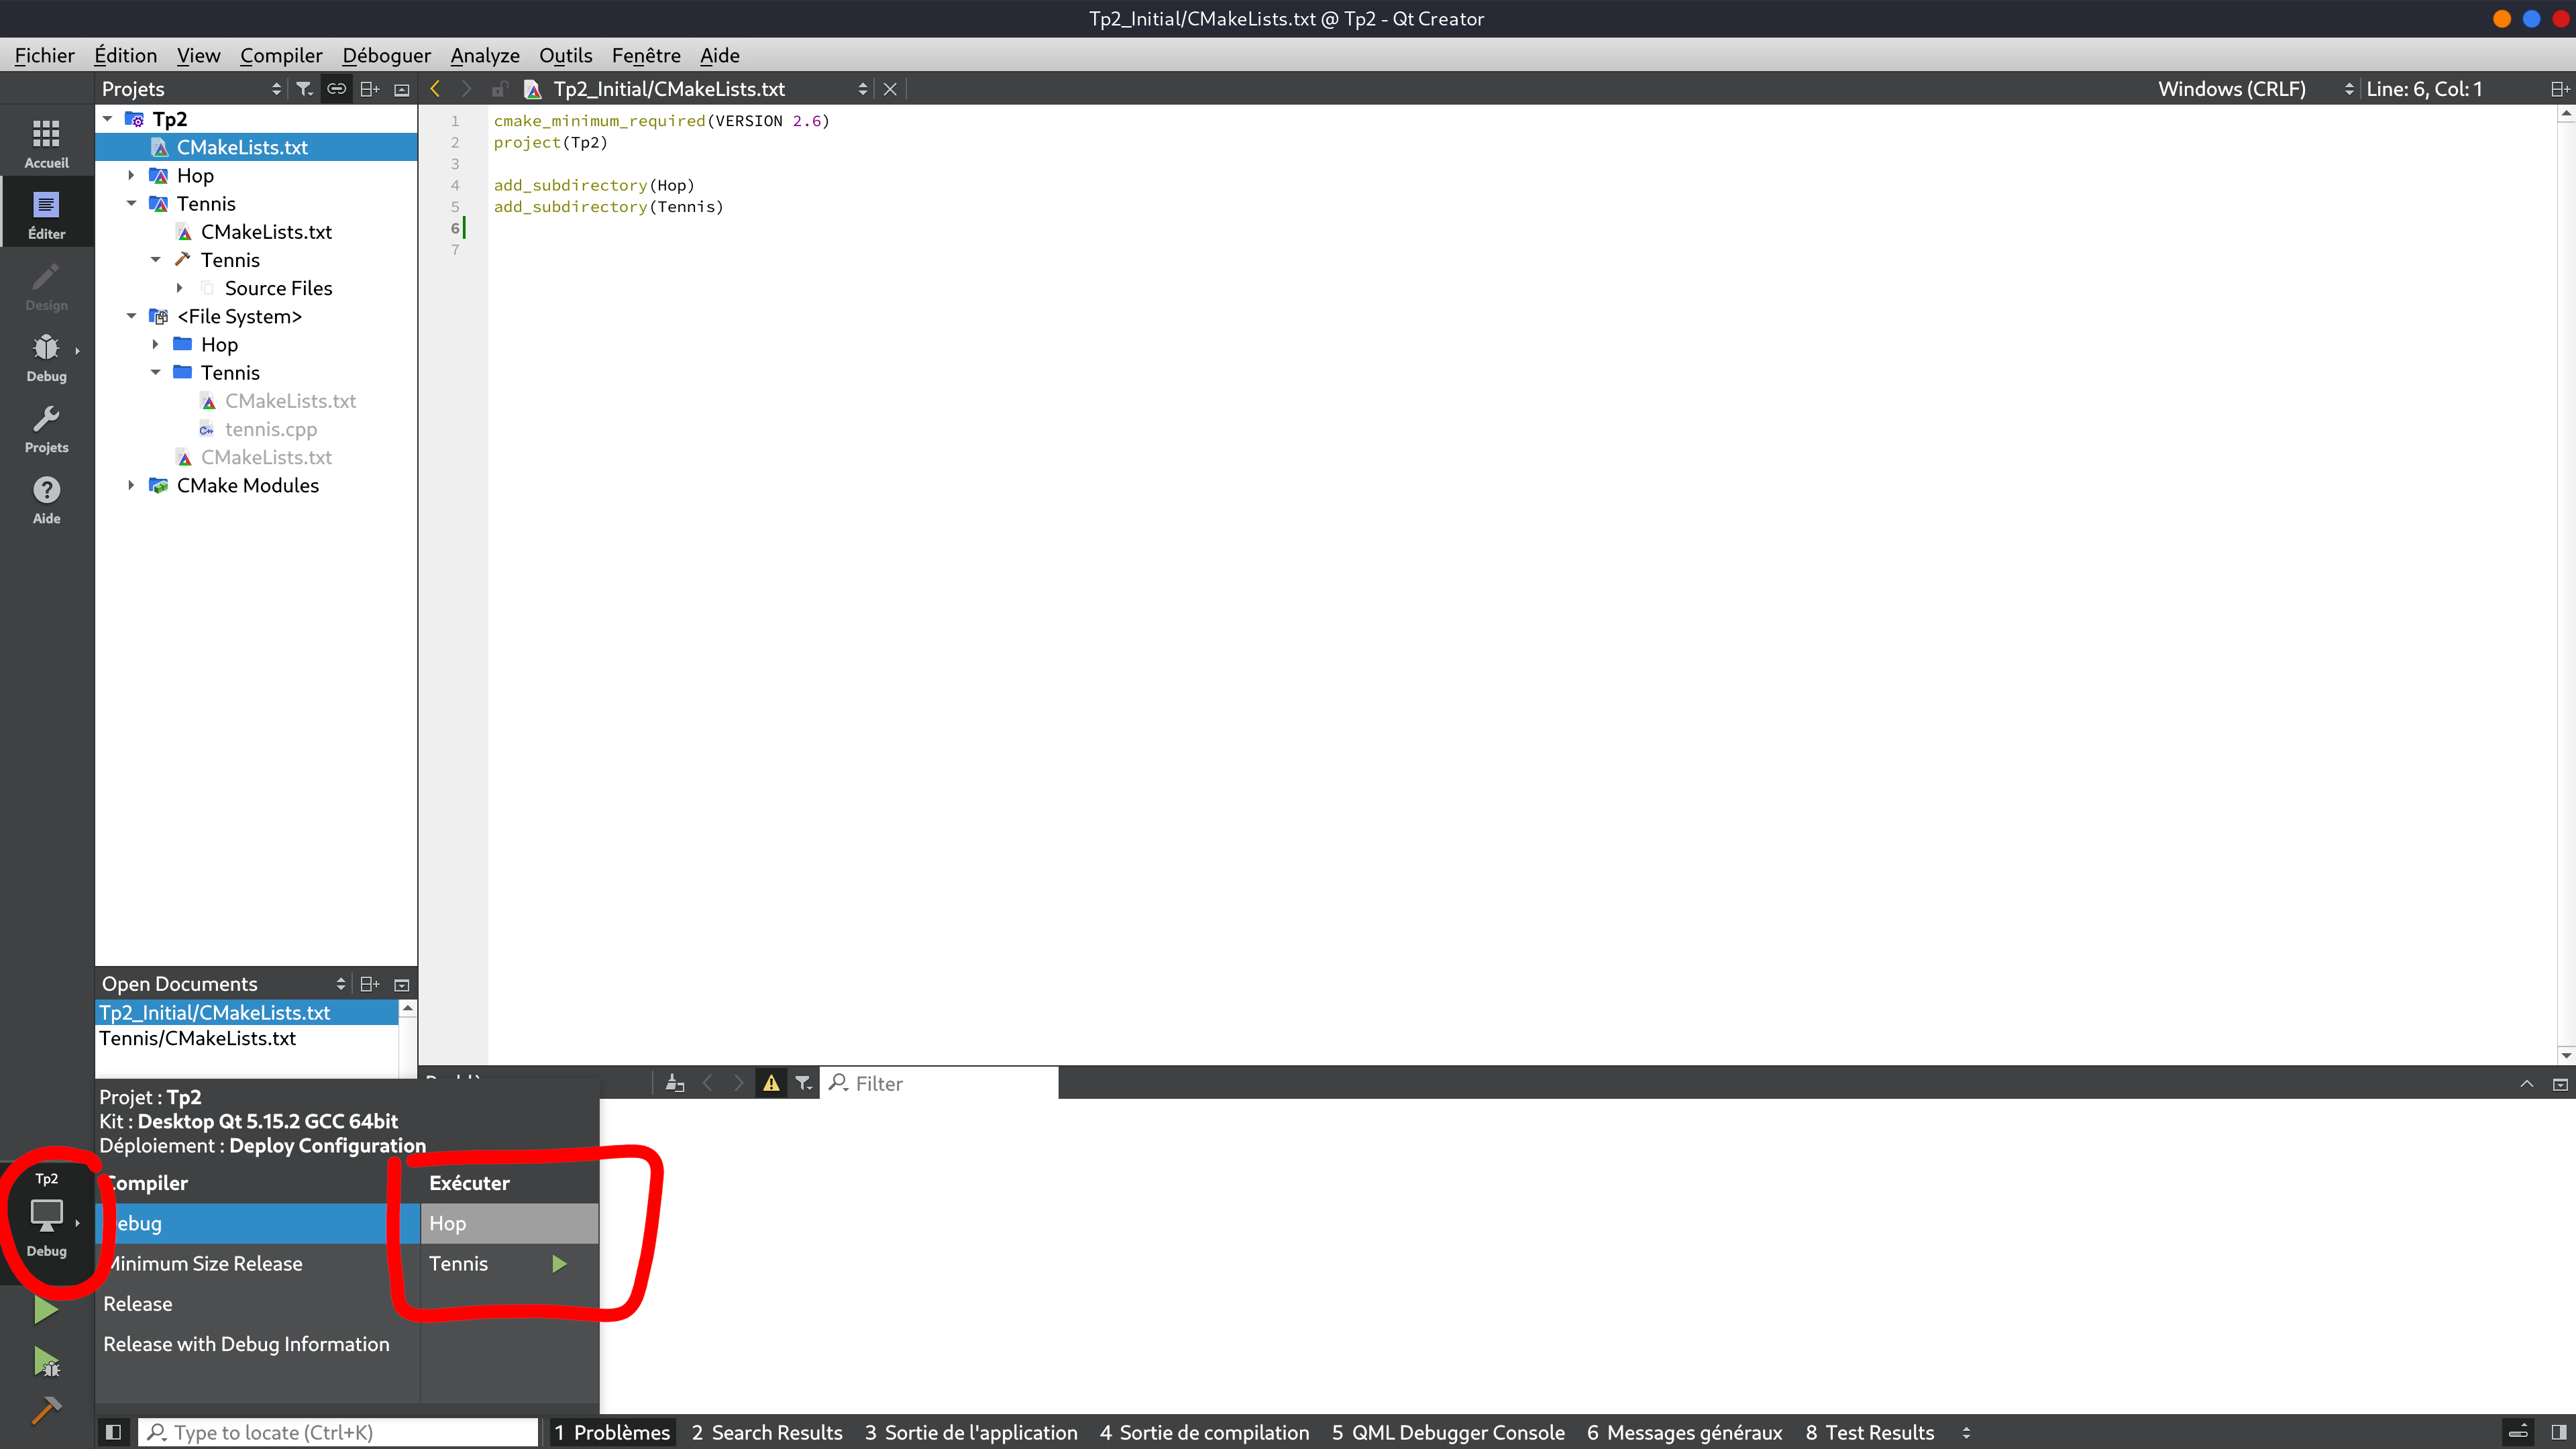 Tp2_Initial/CMakeLists.txt @ Tp2 - Qt Creator
Fichier Édition View Compiler Déboguer Analyze Outils Fenêtre Aide
Projets
Tp2_Initial/CMakeLists.txt
Windows (CRLF)
Line: 6, Col: 1
Accueil
Éditer
Design
Debug
Projets
Aide
Tp2
CMakeLists.txt
Hop
Tennis
CMakeLists.txt
Tennis
Source Files
<File System>
Hop
Tennis
CMakeLists.txt
tennis.cpp
CMakeLists.txt
CMake Modules
1 cmake_minimum_required(VERSION 2.6)
2 project(Tp2)
3
4 add_subdirectory(Hop)
5 add_subdirectory(Tennis)
6
7
Open Documents
Tp2_Initial/CMakeLists.txt
Tennis/CMakeLists.txt
Filter
Projet : Tp2
Kit : Desktop Qt 5.15.2 GCC 64bit
Déploiement : Deploy Configuration
Tp2
Debug
Compiler
Debug
Minimum Size Release
Release
Release with Debug Information
Exécuter
Hop
Tennis
Type to locate (Ctrl+K)
1 Problèmes 2 Search Results 3 Sortie de l'application 4 Sortie de compilation 5 QML Debugger Console 6 Messages généraux 8 Test Results